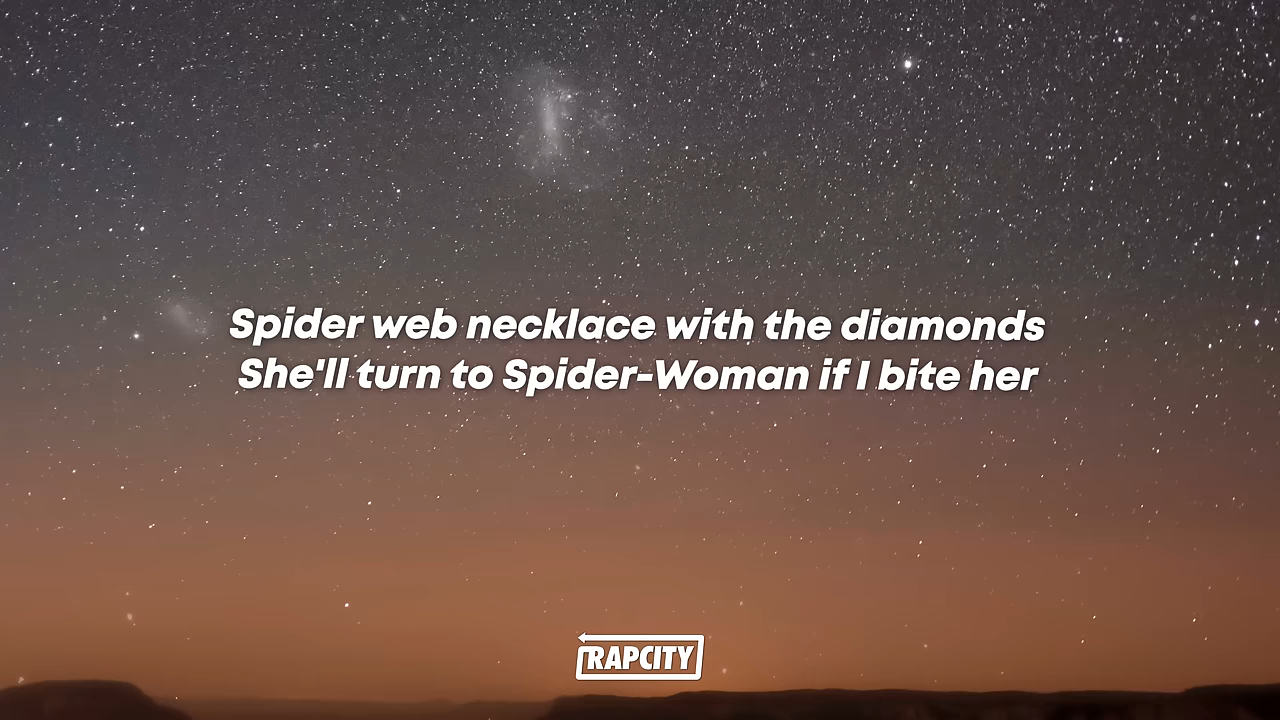 Spider web necklace with the diamonds
She'll turn to Spider-Woman if I bite her
RAPCITY